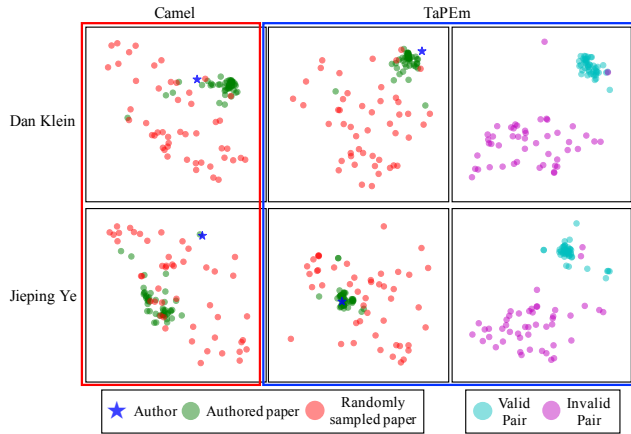 Camel
TaPEm
Dan Klein
Jieping Ye
Author
Authored paper
Randomly
sampled paper
Valid
Pair
Invalid
Pair